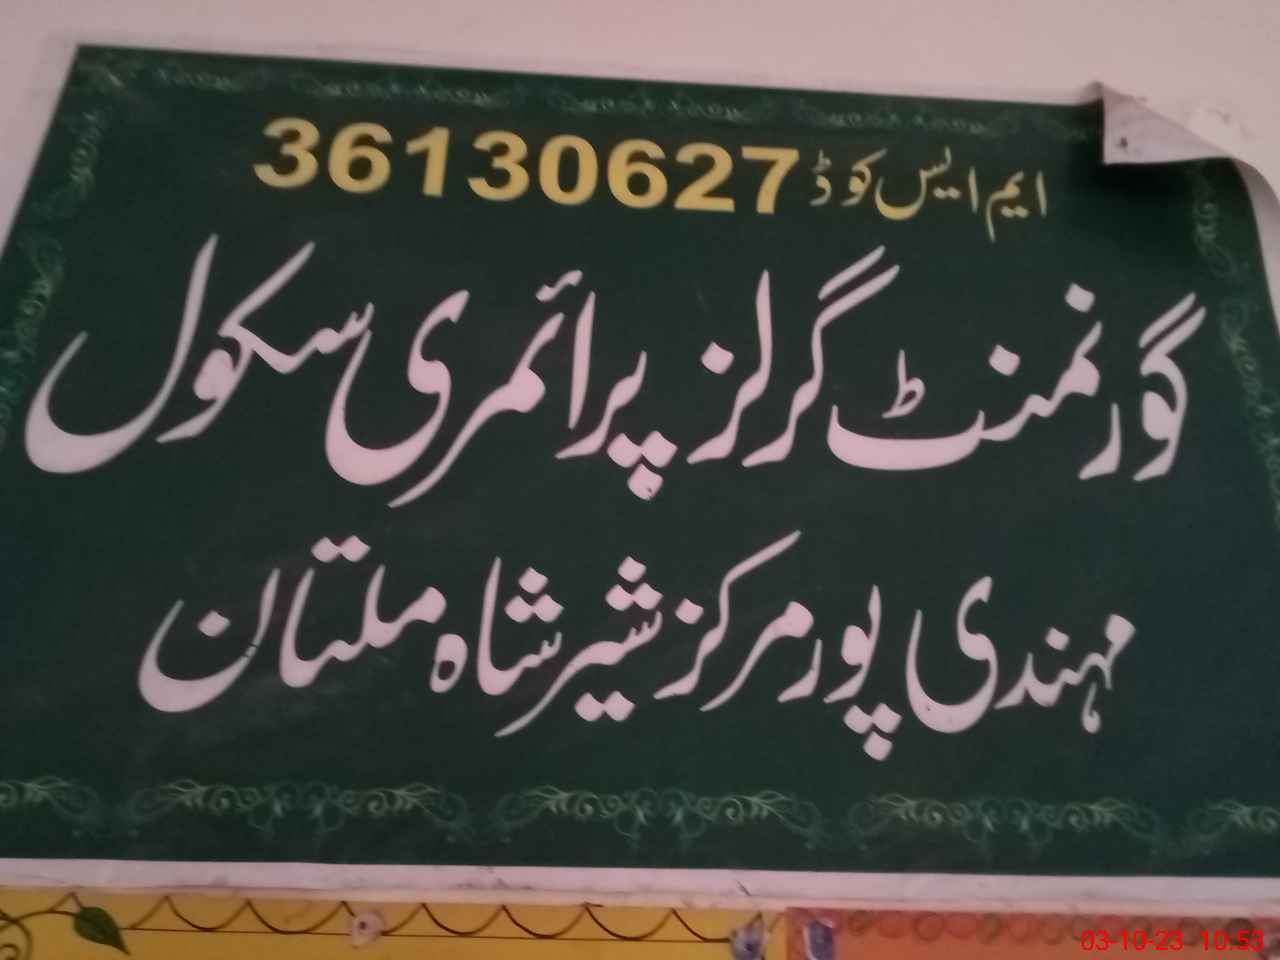 ایم ایس کوڈ 36130627
گورنمنٹ گرلز پرائمری سکول
مہندی پور مرکز شیر شاہ ملتان
03-10-23 10:53